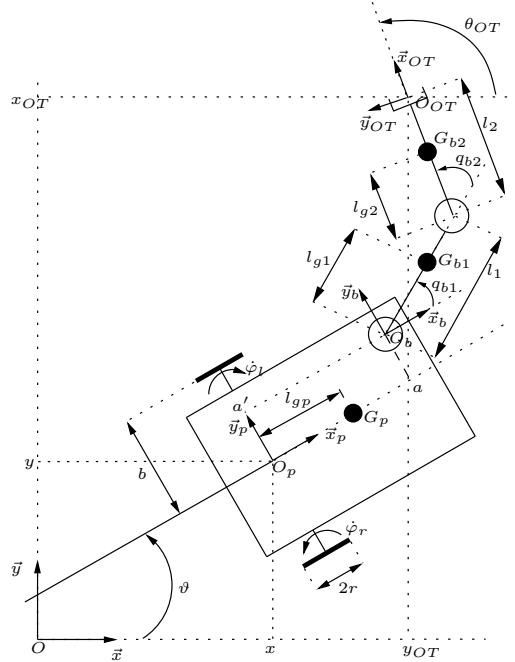 θ_OT
x⃗_OT
x_OT
O_OT
y⃗_OT
l_2
G_b2
q_b2
l_g2
l_g1
G_b1
l_1
q_b1
y⃗_b
x⃗_b
O_b
φ̇_l
a
a′
l_gp
G_p
y⃗_p
x⃗_p
y
b
O_p
φ̇_r
y⃗
ϑ
2r
O
x⃗
x
y_OT